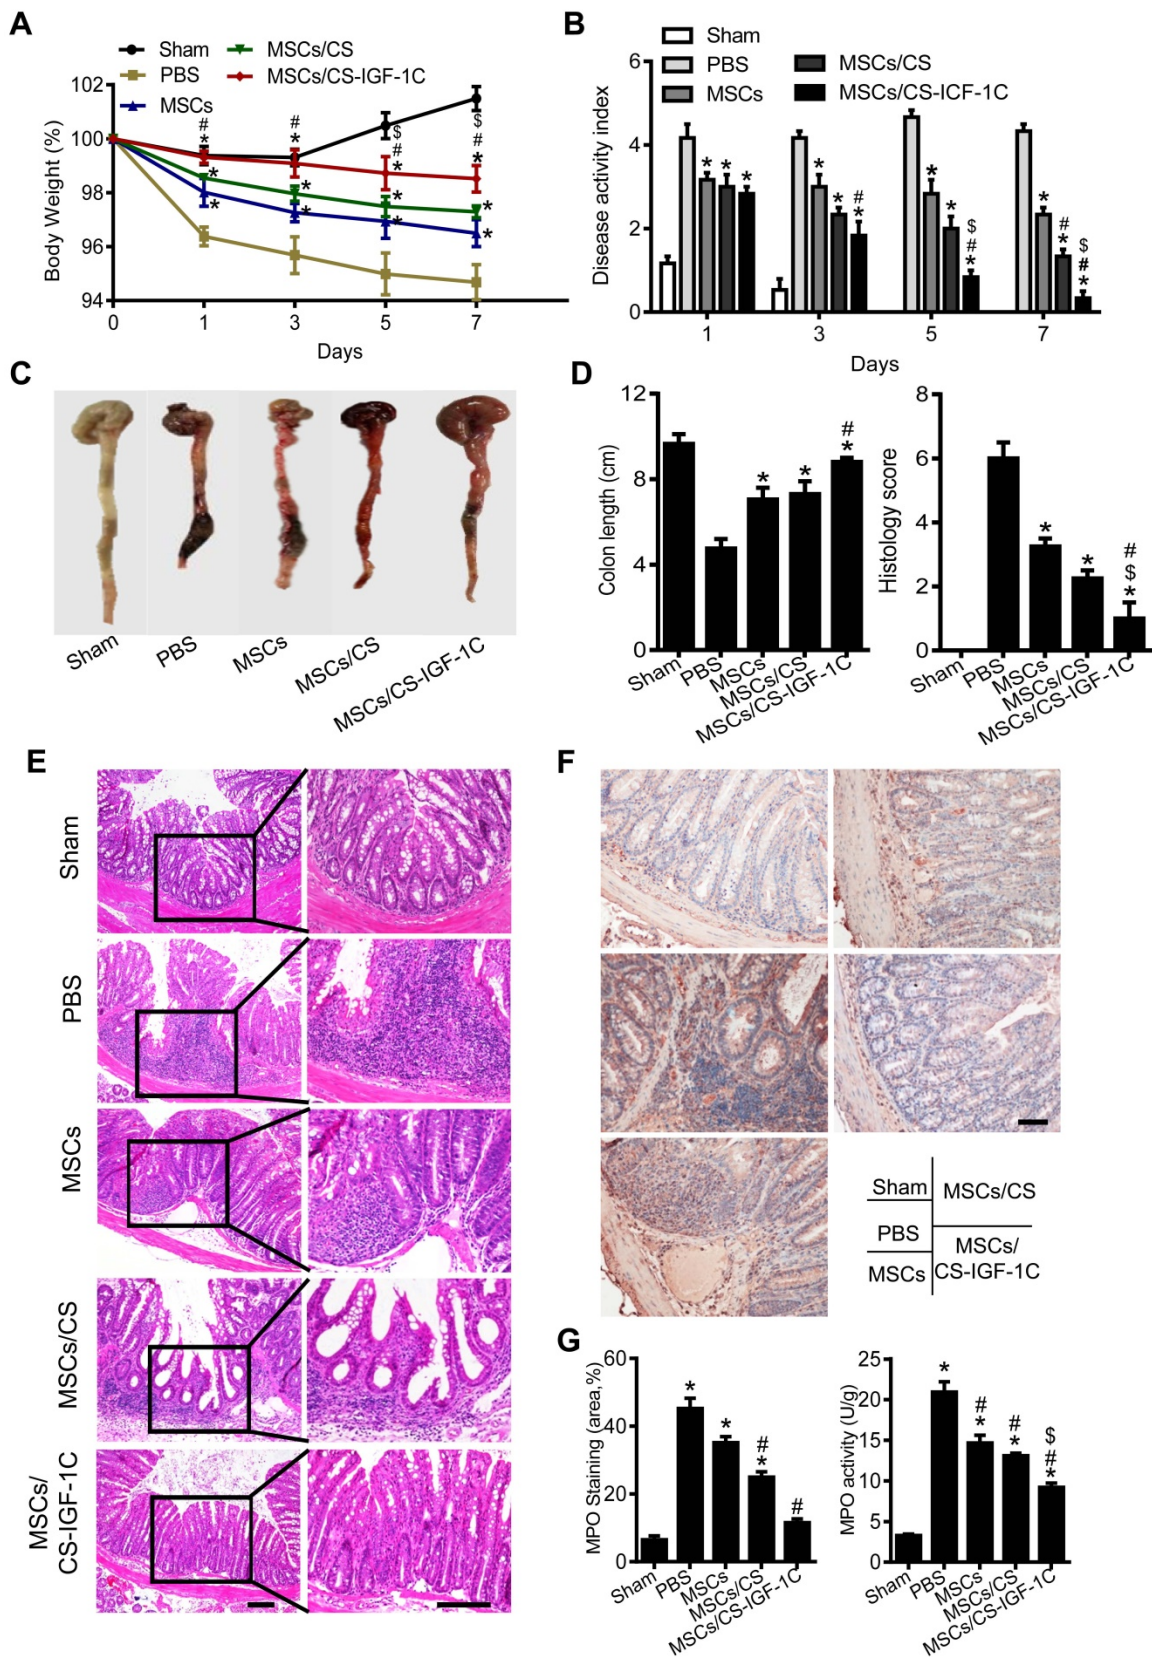 A
Sham
PBS
MSCs
MSCs/CS
MSCs/CS-IGF-1C
Body Weight (%)
102
100
98
96
94
#
*
#
*
$
#
*
$
#
*
*
*
*
*
*
*
*
*
0
1
3
5
7
Days
B
Sham
PBS
MSCs
MSCs/CS
MSCs/CS-ICF-1C
Disease activity index
6
4
2
0
* * *
* * #
*
* * $
#
*
* #
* $
#
*
1
3
5
7
Days
C
Sham
PBS
MSCs
MSCs/CS
MSCs/CS-IGF-1C
D
Colon length (cm)
12
8
4
0
* * #
*
Sham
PBS
MSCs
MSCs/CS
MSCs/CS-IGF-1C
Histology score
8
6
4
2
0
* * #
$
*
Sham
PBS
MSCs
MSCs/CS
MSCs/CS-IGF-1C
E
Sham
PBS
MSCs
MSCs/CS
MSCs/
CS-IGF-1C
F
Sham
PBS
MSCs
MSCs/CS
MSCs/
CS-IGF-1C
G
MPO Staining (area,%)
60
40
20
0
* * #
* #
Sham
PBS
MSCs
MSCs/CS
MSCs/CS-IGF-1C
MPO activity (U/g)
25
20
15
10
5
0
* #
* #
* $
#
*
Sham
PBS
MSCs
MSCs/CS
MSCs/CS-IGF-1C